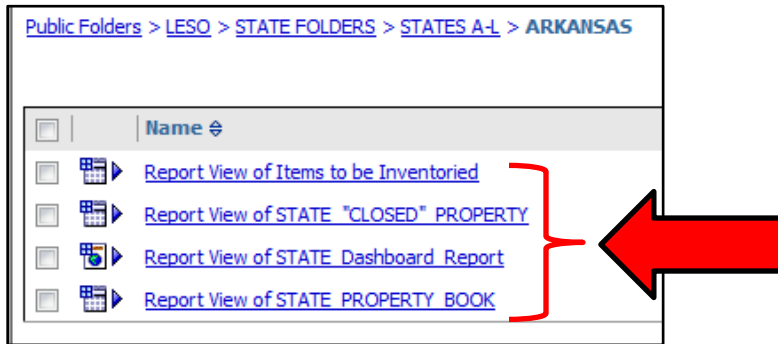 Public Folders > LESO > STATE FOLDERS > STATES A-L > ARKANSAS
Name
Report View of Items to be Inventoried
Report View of STATE "CLOSED" PROPERTY
Report View of STATE Dashboard Report
Report View of STATE PROPERTY BOOK